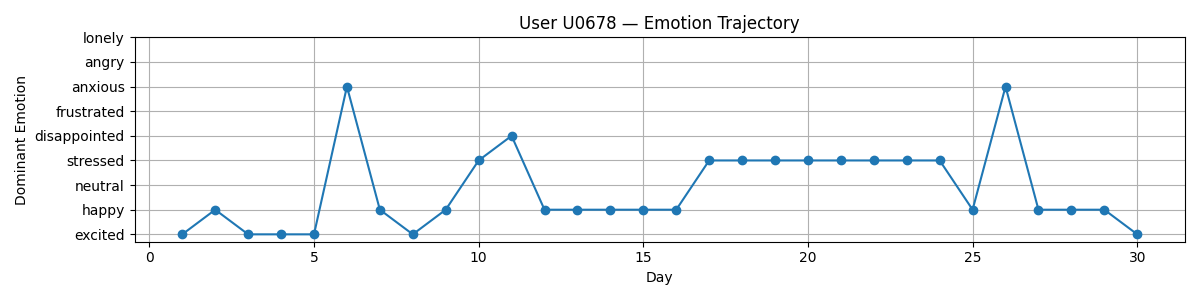 User U0678 — Emotion Trajectory
Dominant Emotion
lonely
angry
anxious
frustrated
disappointed
stressed
neutral
happy
excited
0 5 10 15 20 25 30
Day